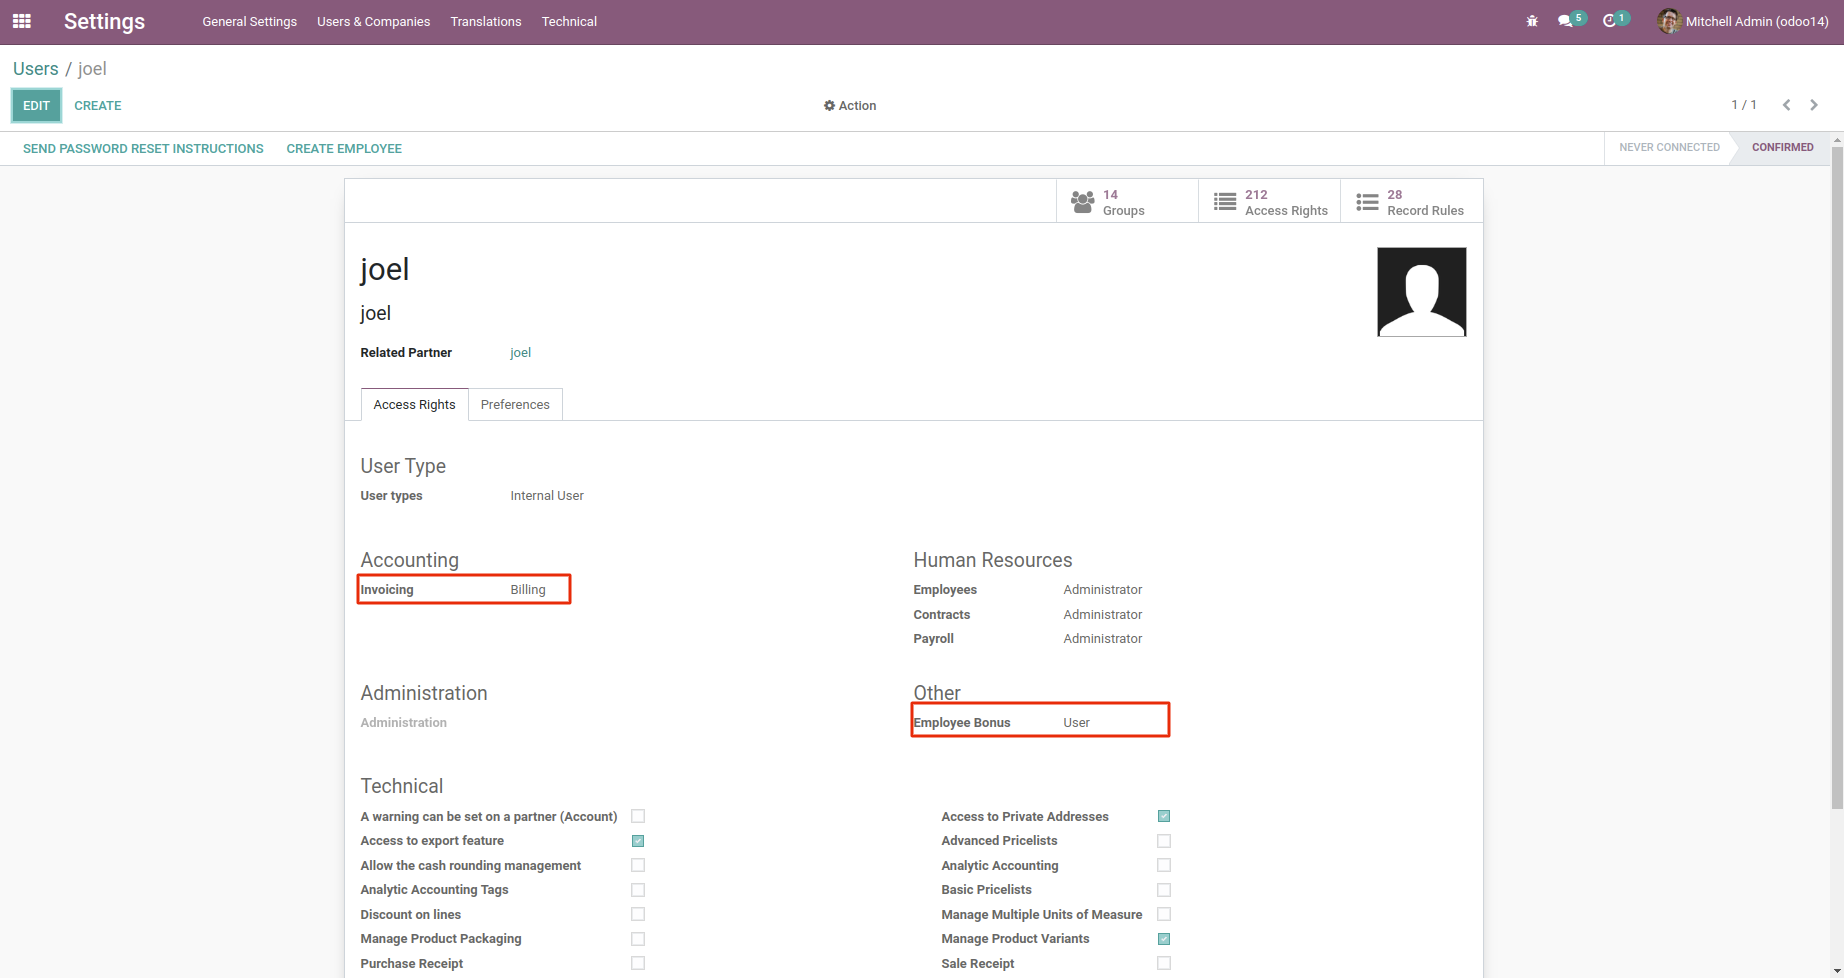 Settings General Settings Users & Companies Translations Technical 5 1 Mitchell Admin (odoo14)
Users / joel
EDIT CREATE Action 1 / 1
SEND PASSWORD RESET INSTRUCTIONS CREATE EMPLOYEE NEVER CONNECTED CONFIRMED
14 Groups
212 Access Rights
28 Record Rules
joel
joel
Related Partner joel
Access Rights Preferences
User Type
User types Internal User
Accounting
Invoicing Billing
Human Resources
Employees Administrator
Contracts Administrator
Payroll Administrator
Administration
Administration
Other
Employee Bonus User
Technical
A warning can be set on a partner (Account) Access to Private Addresses
Access to export feature Advanced Pricelists
Allow the cash rounding management Analytic Accounting
Analytic Accounting Tags Basic Pricelists
Discount on lines Manage Multiple Units of Measure
Manage Product Packaging Manage Product Variants
Purchase Receipt Sale Receipt